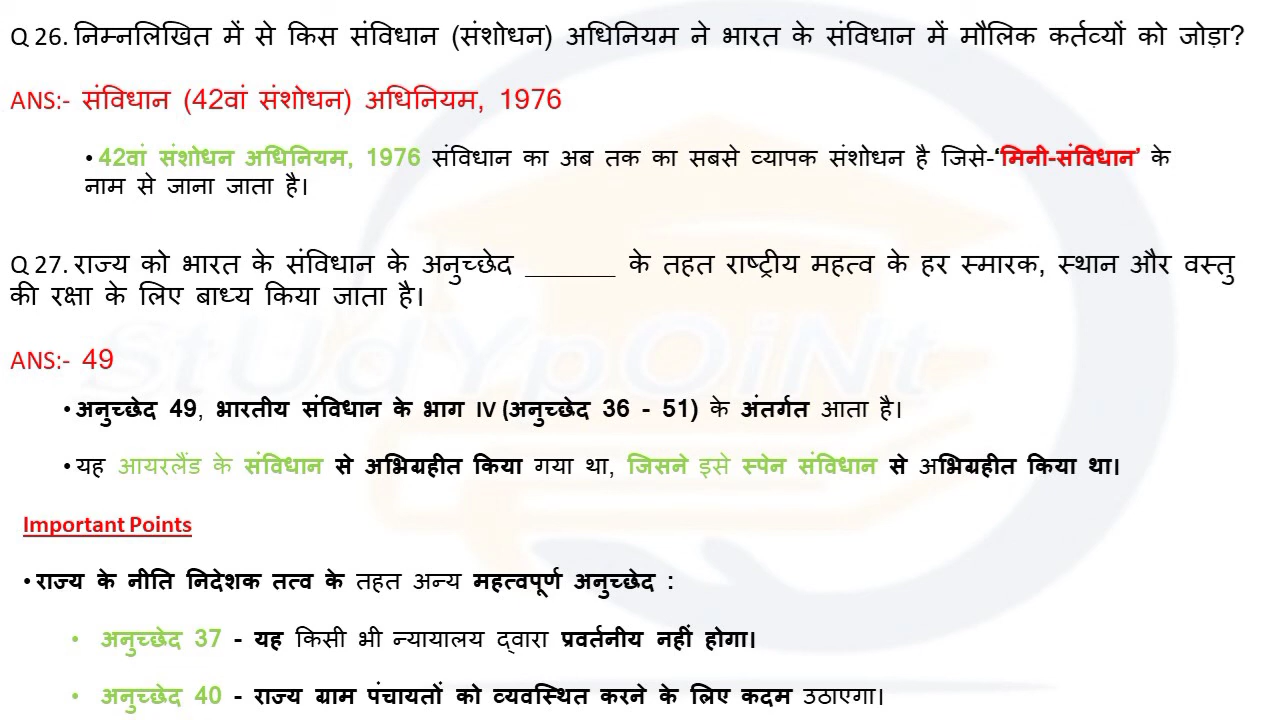 Q 26. निम्नलिखित में से किस संविधान (संशोधन) अधिनियम ने भारत के संविधान में मौलिक कर्तव्यों को जोड़ा?
ANS:- संविधान (42वां संशोधन) अधिनियम, 1976
• 42वां संशोधन अधिनियम, 1976 संविधान का अब तक का सबसे व्यापक संशोधन है जिसे-‘मिनी-संविधान’ के
नाम से जाना जाता है।
Q 27. राज्य को भारत के संविधान के अनुच्छेद ______ के तहत राष्ट्रीय महत्व के हर स्मारक, स्थान और वस्तु
की रक्षा के लिए बाध्य किया जाता है।
StUdYpOiNt
ANS:- 49
• अनुच्छेद 49, भारतीय संविधान के भाग IV (अनुच्छेद 36 - 51) के अंतर्गत आता है।
• यह आयरलैंड के संविधान से अभिग्रहीत किया गया था, जिसने इसे स्पेन संविधान से अभिग्रहीत किया था।
Important Points
• राज्य के नीति निदेशक तत्व के तहत अन्य महत्वपूर्ण अनुच्छेद :
• अनुच्छेद 37 - यह किसी भी न्यायालय द्वारा प्रवर्तनीय नहीं होगा।
• अनुच्छेद 40 - राज्य ग्राम पंचायतों को व्यवस्थित करने के लिए कदम उठाएगा।